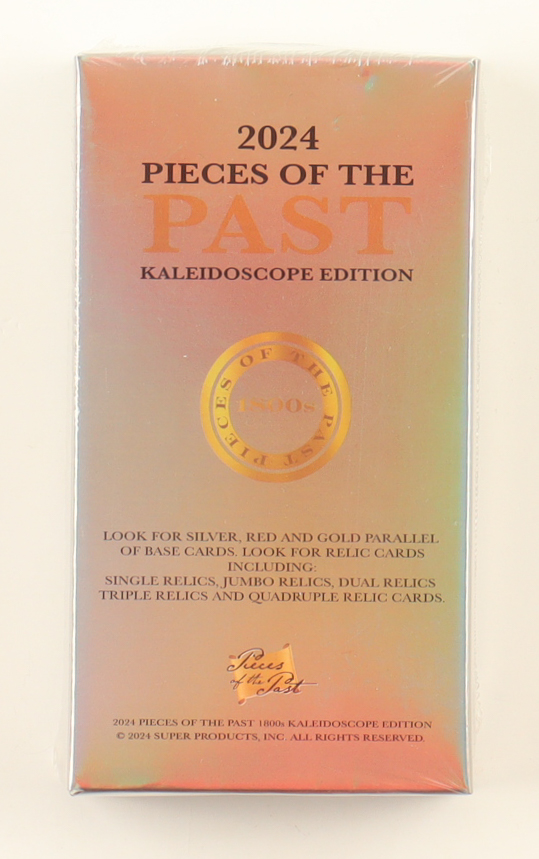 2024
PIECES OF THE
PAST
KALEIDOSCOPE EDITION
PIECES OF THE PAST
1800s
LOOK FOR SILVER, RED AND GOLD PARALLEL
OF BASE CARDS. LOOK FOR RELIC CARDS
INCLUDING:
SINGLE RELICS, JUMBO RELICS, DUAL RELICS
TRIPLE RELICS AND QUADRUPLE RELIC CARDS.
Pieces
of the Past
2024 PIECES OF THE PAST 1800s KALEIDOSCOPE EDITION
© 2024 SUPER PRODUCTS, INC. ALL RIGHTS RESERVED.